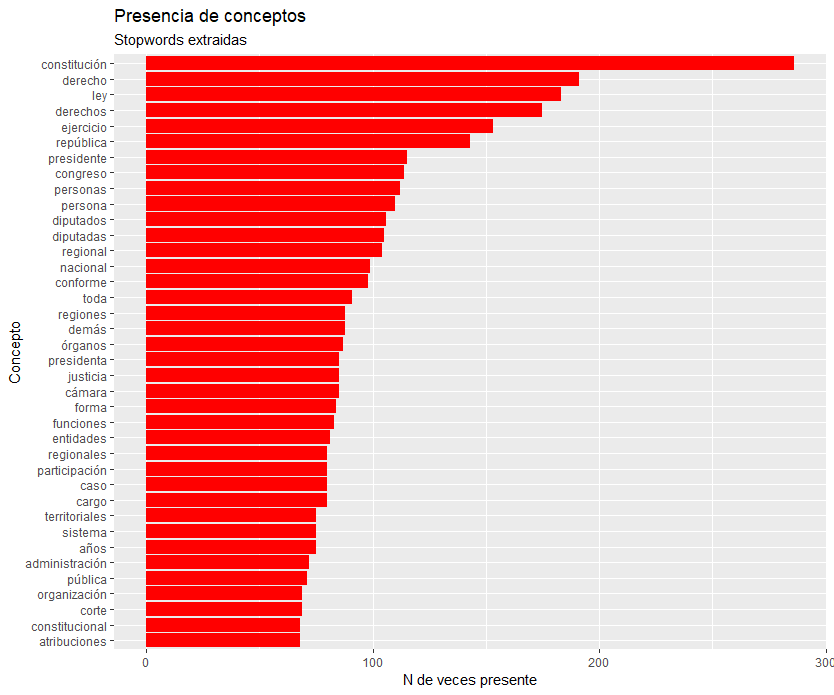 Presencia de conceptos
Stopwords extraidas
Concepto
constitución
derecho
ley
derechos
ejercicio
república
presidente
congreso
personas
persona
diputados
diputadas
regional
nacional
conforme
toda
regiones
demás
órganos
presidenta
justicia
cámara
forma
funciones
entidades
regionales
participación
caso
cargo
territoriales
sistema
años
administración
pública
organización
corte
constitucional
atribuciones
0 100 200 300
N de veces presente